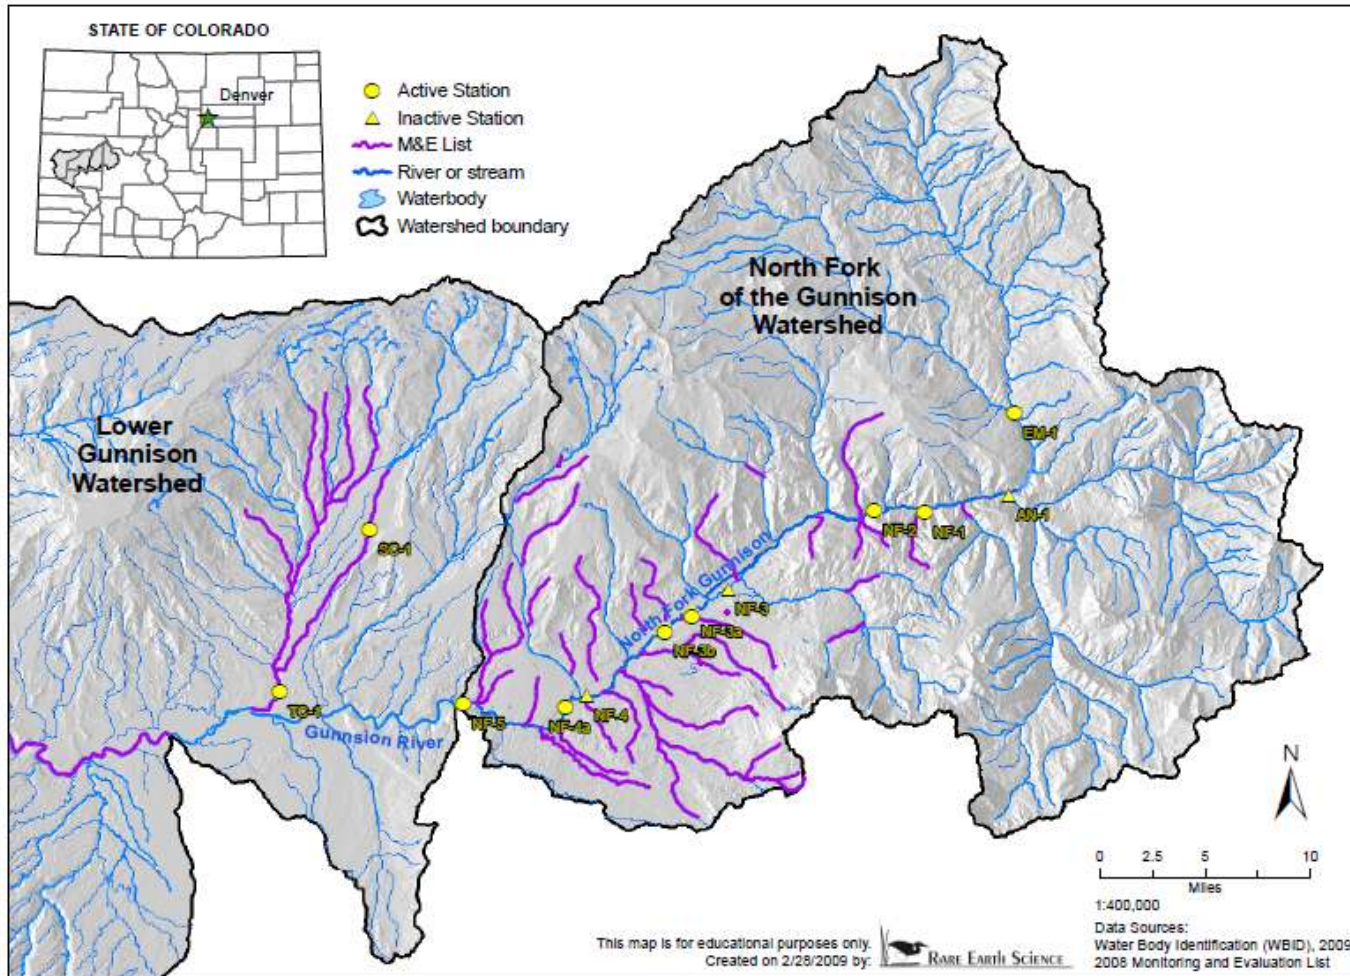 STATE OF COLORADO
Denver
Active Station
Inactive Station
M&E List
River or stream
Waterbody
Watershed boundary
North Fork
of the Gunnison
Watershed
Lower
Gunnison
Watershed
EM-1
AN-1
NF-2
NF-1
SC-1
North Fork Gunnison
NF-3
NF-3a
NF-3b
TC-1
NF-5
NF-4a
NF-4
Gunnsion River
N
0 2.5 5 10
Miles
1:400,000
Data Sources:
Water Body Identification (WBID), 2009
2008 Monitoring and Evaluation List
This map is for educational purposes only.
Created on 2/28/2009 by:
RARE EARTH SCIENCE